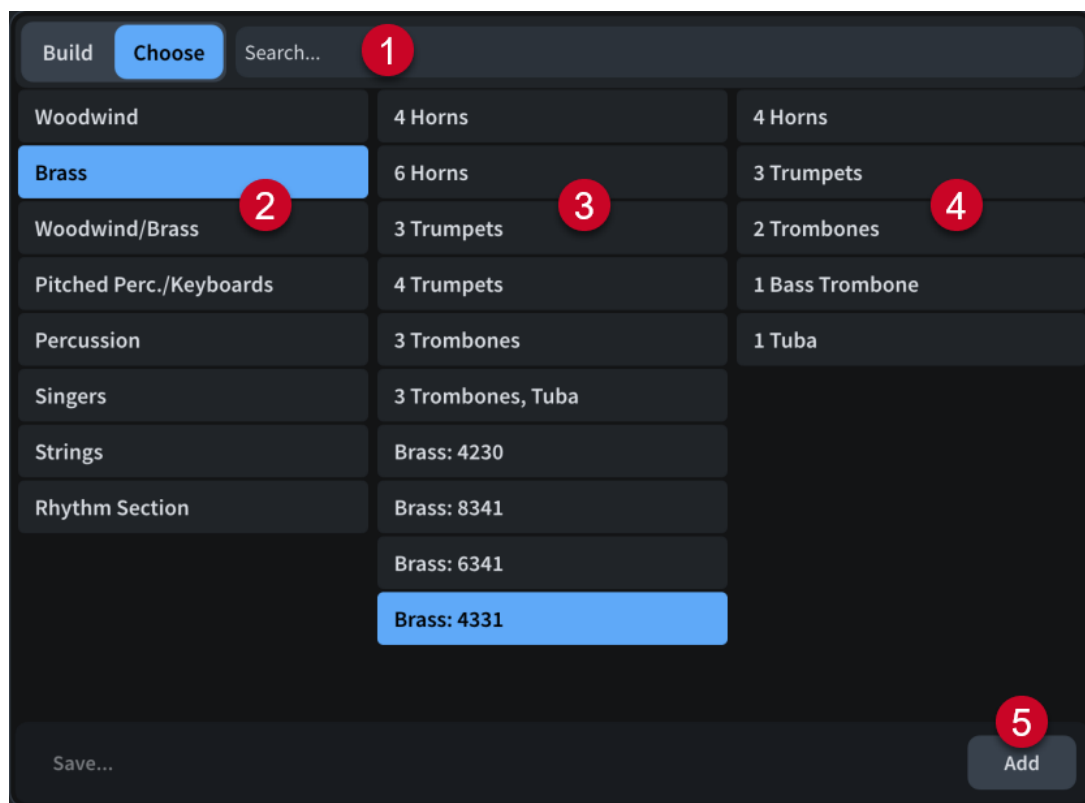 Build Choose Search... 1
Woodwind
Brass
2
Woodwind/Brass
Pitched Perc./Keyboards
Percussion
Singers
Strings
Rhythm Section
4 Horns
6 Horns
3
3 Trumpets
4 Trumpets
3 Trombones
3 Trombones, Tuba
Brass: 4230
Brass: 8341
Brass: 6341
Brass: 4331
4 Horns
3 Trumpets
4
2 Trombones
1 Bass Trombone
1 Tuba
5
Save... Add